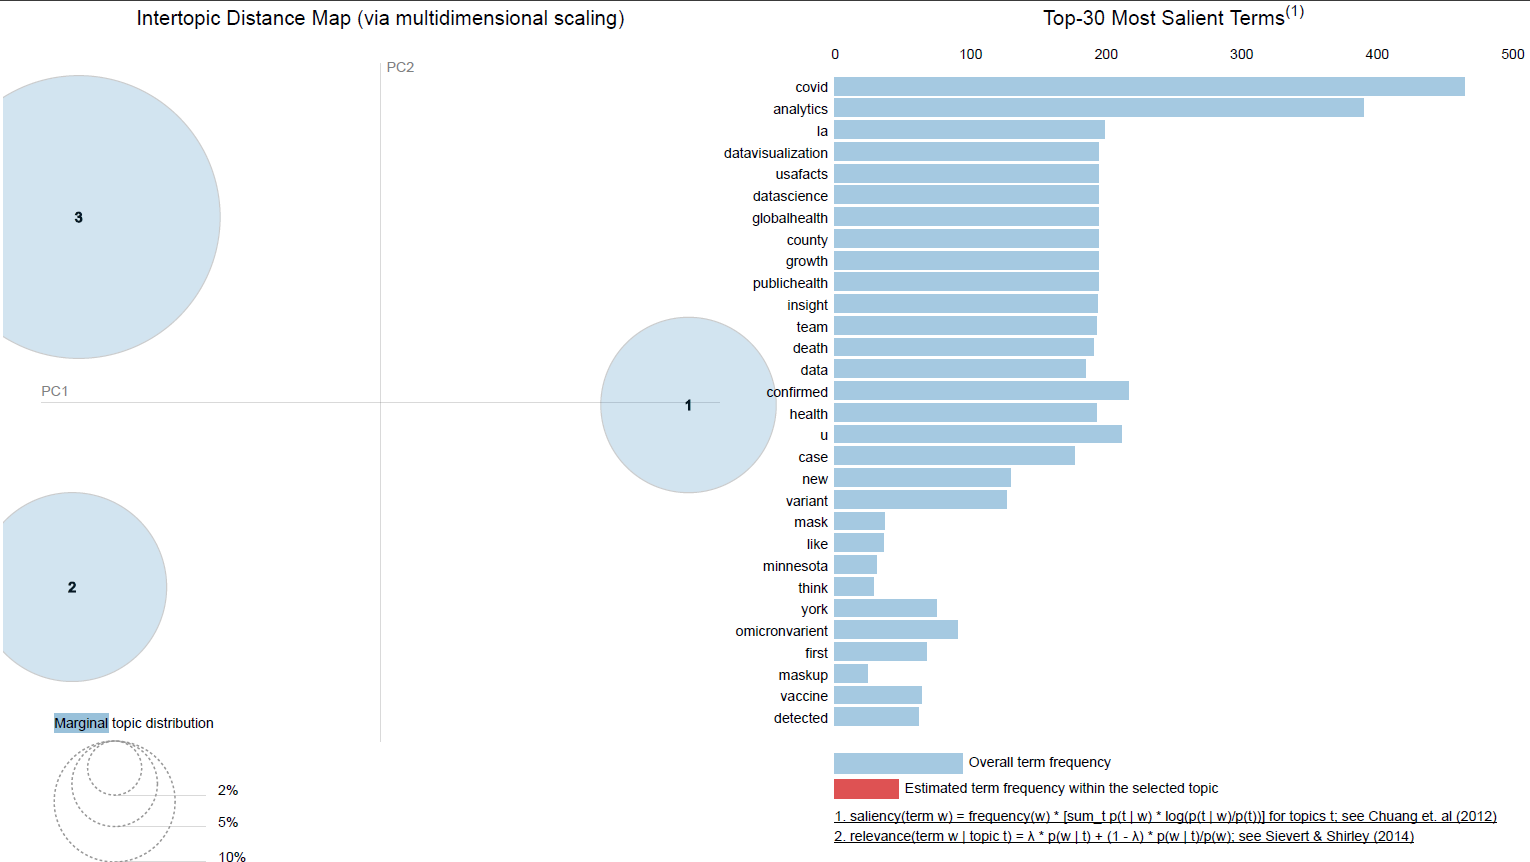 Intertopic Distance Map (via multidimensional scaling)
PC2
3
PC1
1
2
Marginal topic distribution
2%
5%
10%
Top-30 Most Salient Terms(1)
0 100 200 300 400 500
covid
analytics
la
datavisualization
usafacts
datascience
globalhealth
county
growth
publichealth
insight
team
death
data
confirmed
health
u
case
new
variant
mask
like
minnesota
think
york
omicronvarient
first
maskup
vaccine
detected
Overall term frequency
Estimated term frequency within the selected topic
1. saliency(term w) = frequency(w) * [sum_t p(t | w) * log(p(t | w)/p(t))] for topics t; see Chuang et. al (2012)
2. relevance(term w | topic t) = λ * p(w | t) + (1 - λ) * p(w | t)/p(w); see Sievert & Shirley (2014)